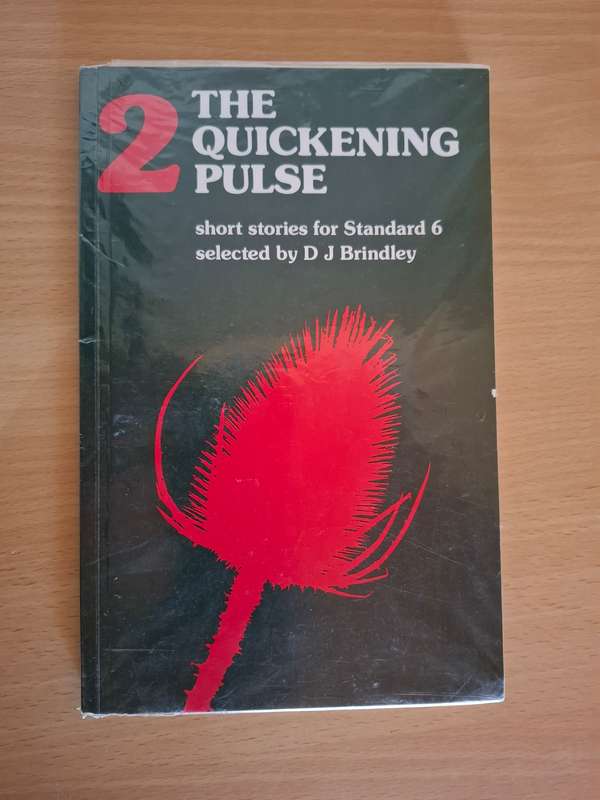 2
THE
QUICKENING
PULSE
short stories for Standard 6
selected by D J Brindley